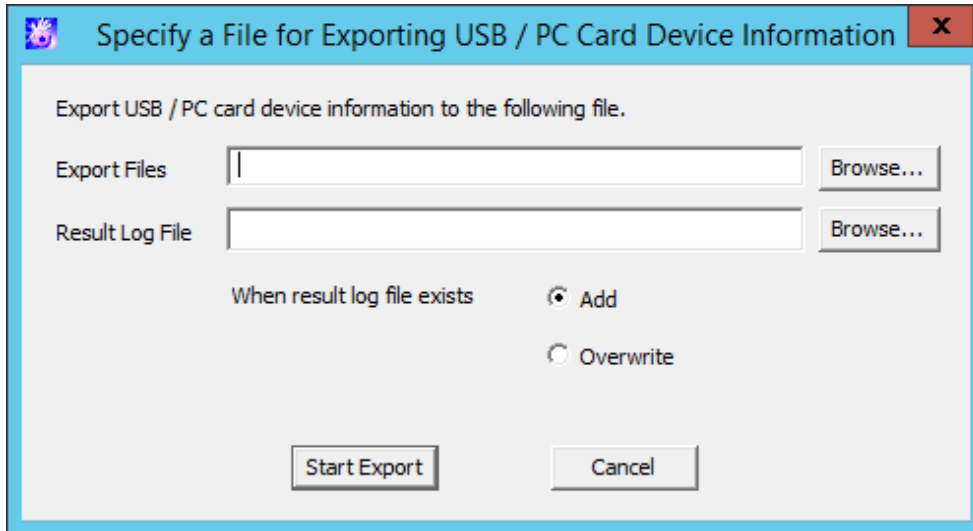 Specify a File for Exporting USB / PC Card Device Information
X
Export USB / PC card device information to the following file.
Export Files
Browse...
Result Log File
Browse...
When result log file exists
Add
Overwrite
Start Export
Cancel